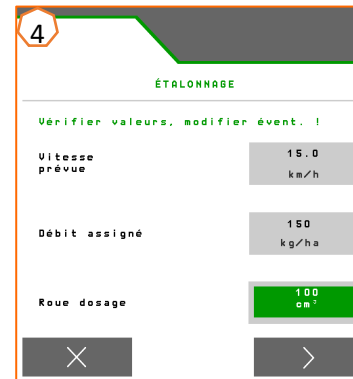 4
ÉTALONNAGE
Vérifier valeurs, modifier évent. !
Vitesse
prévue
15.0
km/h
Débit assigné
150
kg/ha
Roue dosage
100
cm³